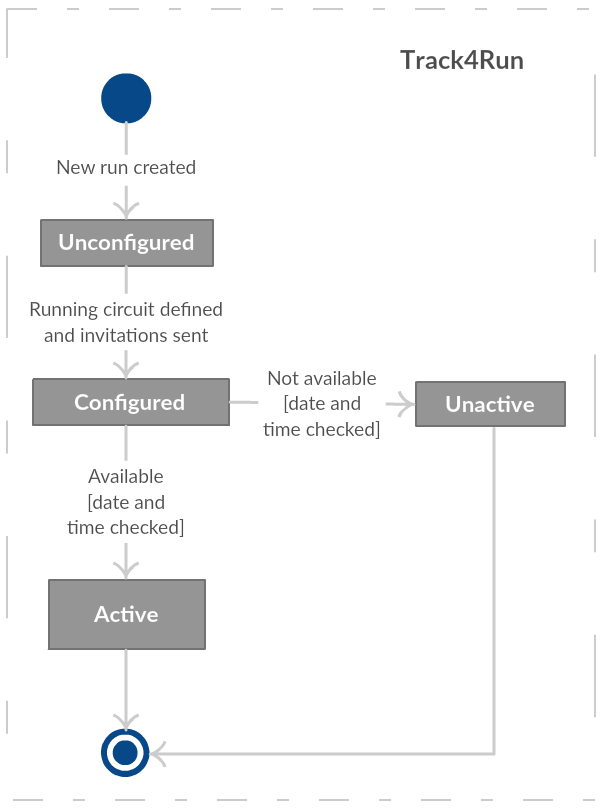 Track4Run
New run created
Unconfigured
Running circuit defined
and invitations sent
Configured
Not available
[date and
time checked]
Unactive
Available
[date and
time checked]
Active